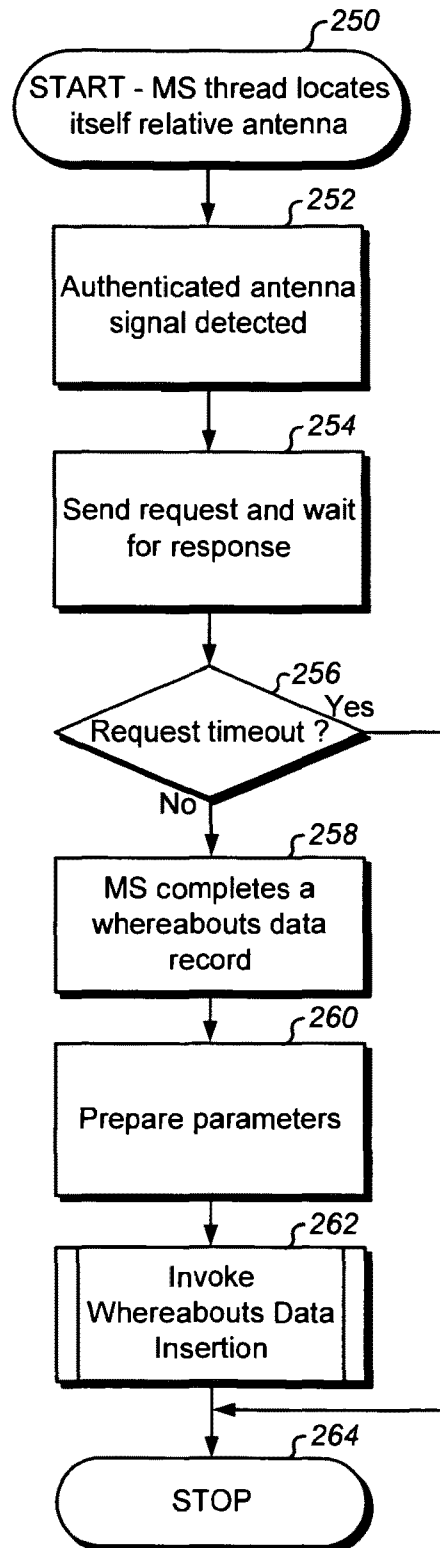 250
START - MS thread locates
itself relative antenna
252
Authenticated antenna
signal detected
254
Send request and wait
for response
256
Request timeout ?
Yes
No
258
MS completes a
whereabouts data
record
260
Prepare parameters
262
Invoke
Whereabouts Data
Insertion
264
STOP